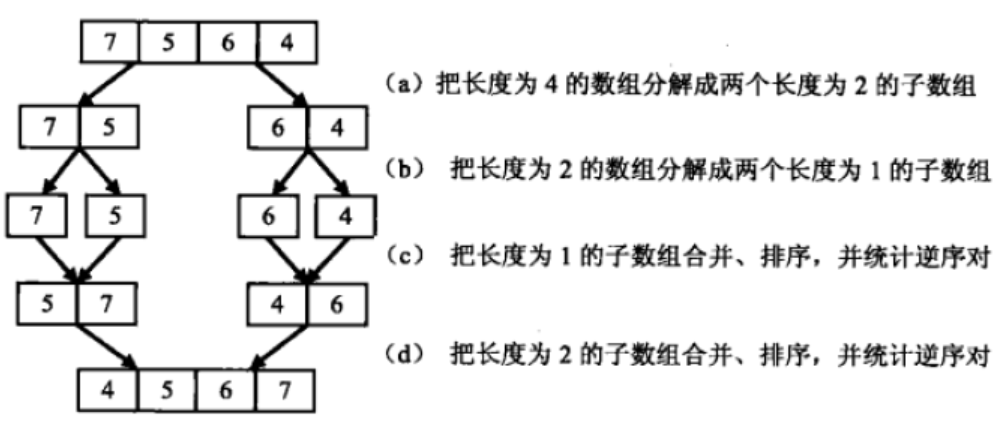 7 5 6 4
(a) 把长度为 4 的数组分解成两个长度为 2 的子数组
7 5 6 4
(b) 把长度为 2 的数组分解成两个长度为 1 的子数组
7 5 6 4
(c) 把长度为 1 的子数组合并、排序，并统计逆序对
5 7 4 6
(d) 把长度为 2 的子数组合并、排序，并统计逆序对
4 5 6 7